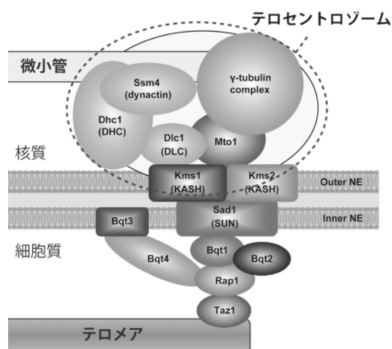 テロセントロゾーム
微小管
Ssm4
(dynactin)
γ-tubulin
complex
Dhc1
(DHC)
Dlc1
(DLC)
Mto1
核質
Kms1
(KASH)
Kms2
(KASH)
Outer NE
Sad1
(SUN)
Inner NE
Bqt3
細胞質
Bqt4
Bqt1
Bqt2
Rap1
Taz1
テロメア